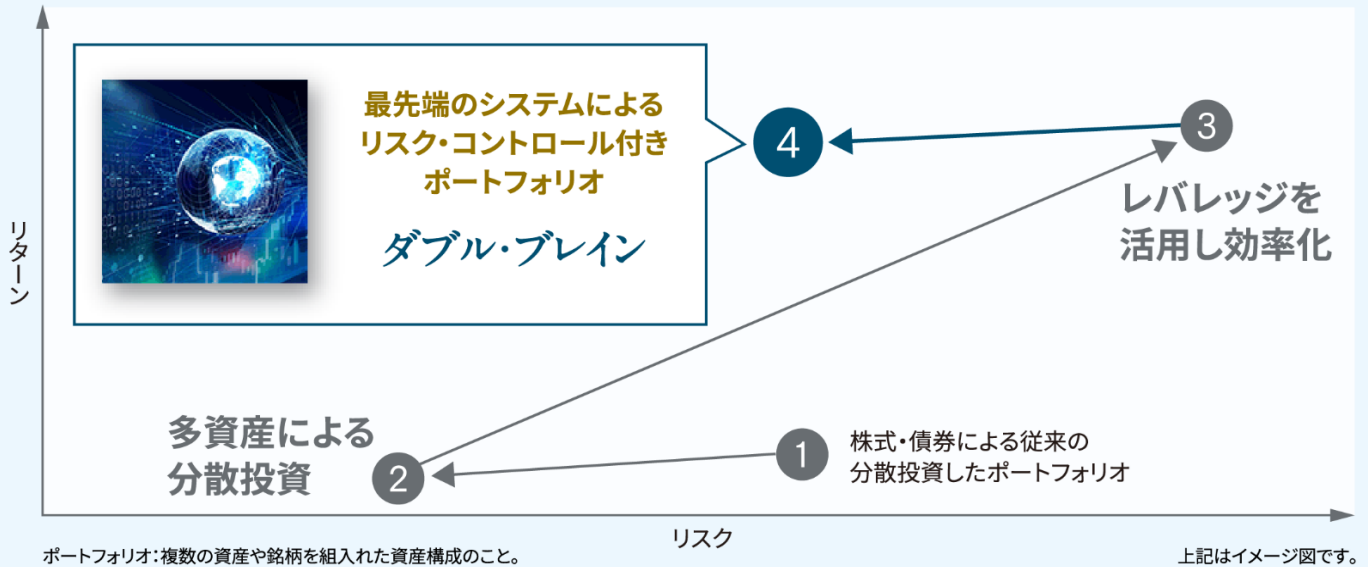 最先端のシステムによる
リスク・コントロール付き
ポートフォリオ
ダブル・ブレイン
4
3
レバレッジを
活用し効率化
リターン
多資産による
分散投資
2
1
株式・債券による従来の
分散投資したポートフォリオ
リスク
ポートフォリオ：複数の資産や銘柄を組入れた資産構成のこと。
上記はイメージ図です。